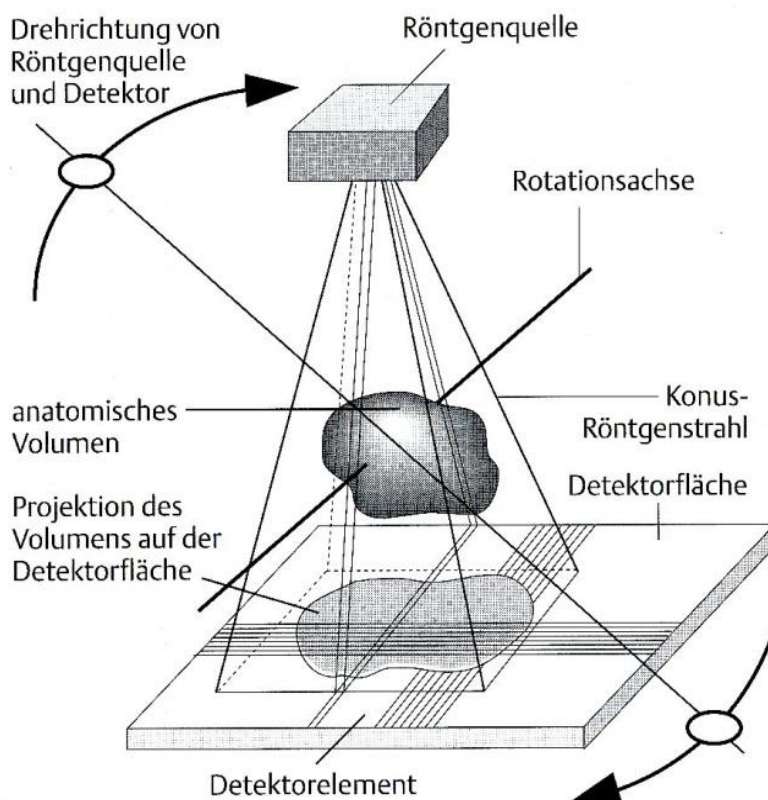 Drehrichtung von
Röntgenquelle
und Detektor
Röntgenquelle
Rotationsachse
anatomisches
Volumen
Konus-
Röntgenstrahl
Detektorfläche
Projektion des
Volumens auf der
Detektorfläche
Detektorelement